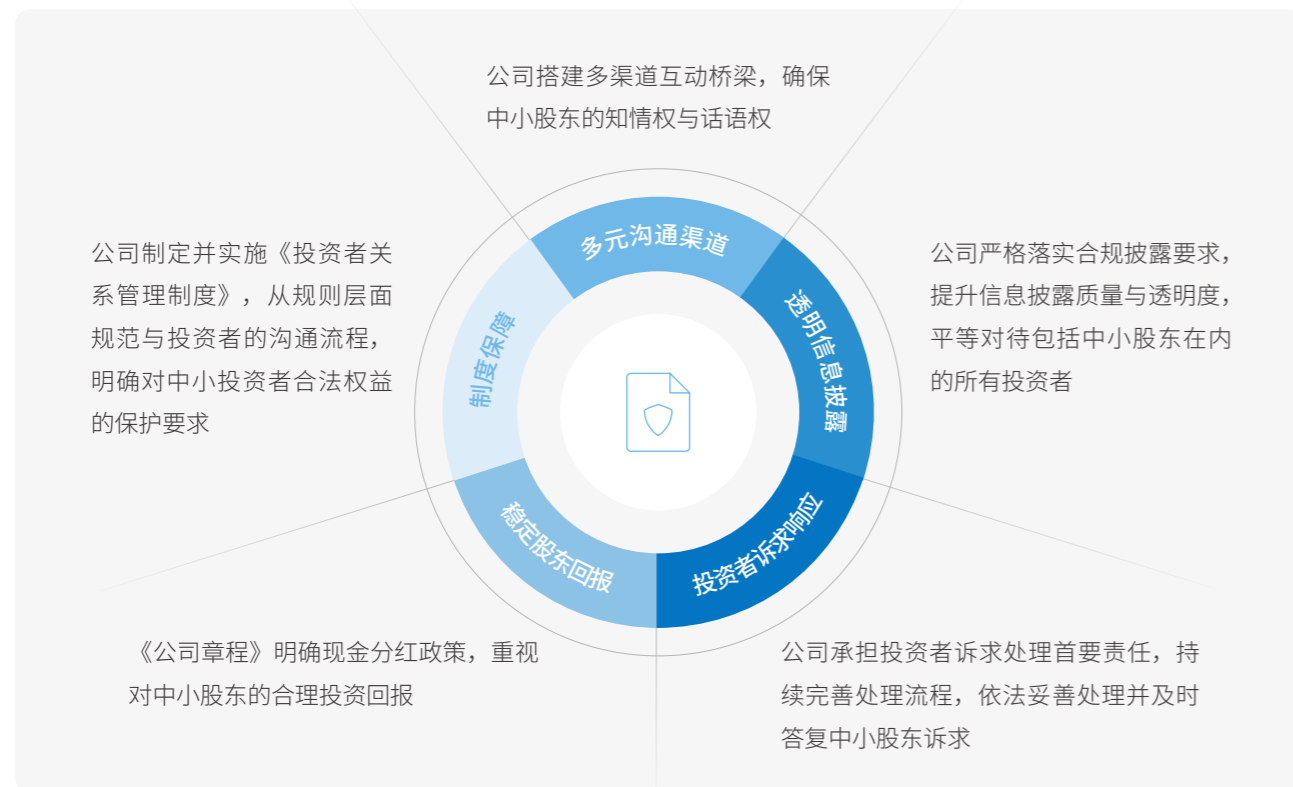 公司搭建多渠道互动桥梁，确保
中小股东的知情权与话语权
多元沟通渠道
公司制定并实施《投资者关
系管理制度》，从规则层面
规范与投资者的沟通流程，
明确对中小投资者合法权益
的保护要求
制度保障
透明信息披露
公司严格落实合规披露要求，
提升信息披露质量与透明度，
平等对待包括中小股东在内
的所有投资者
稳定股东回报
投资者诉求响应
《公司章程》明确现金分红政策，重视
对中小股东的合理投资回报
公司承担投资者诉求处理首要责任，持
续完善处理流程，依法妥善处理并及时
答复中小股东诉求